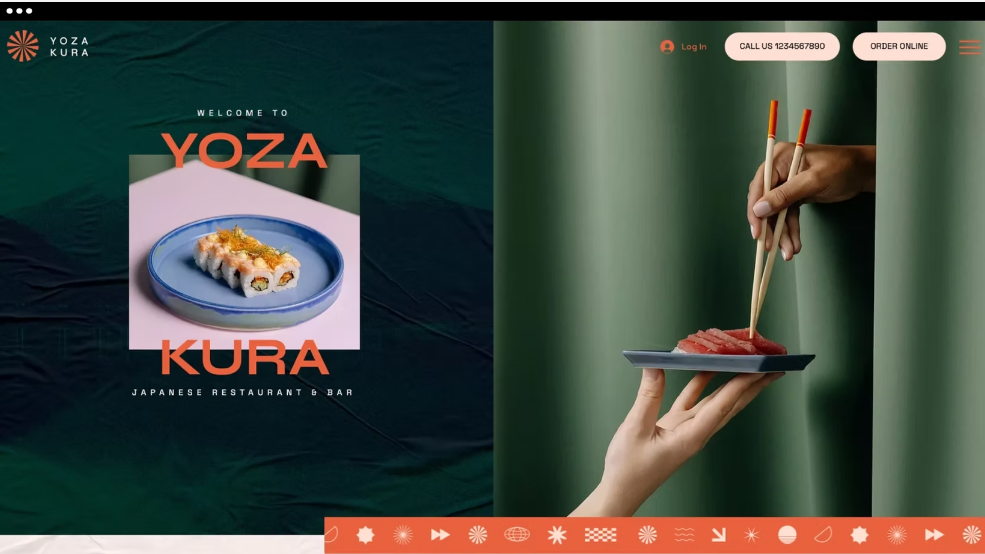 YOZA
KURA
Log In
CALL US 1234567890
ORDER ONLINE
WELCOME TO
YOZA
KURA
JAPANESE RESTAURANT & BAR